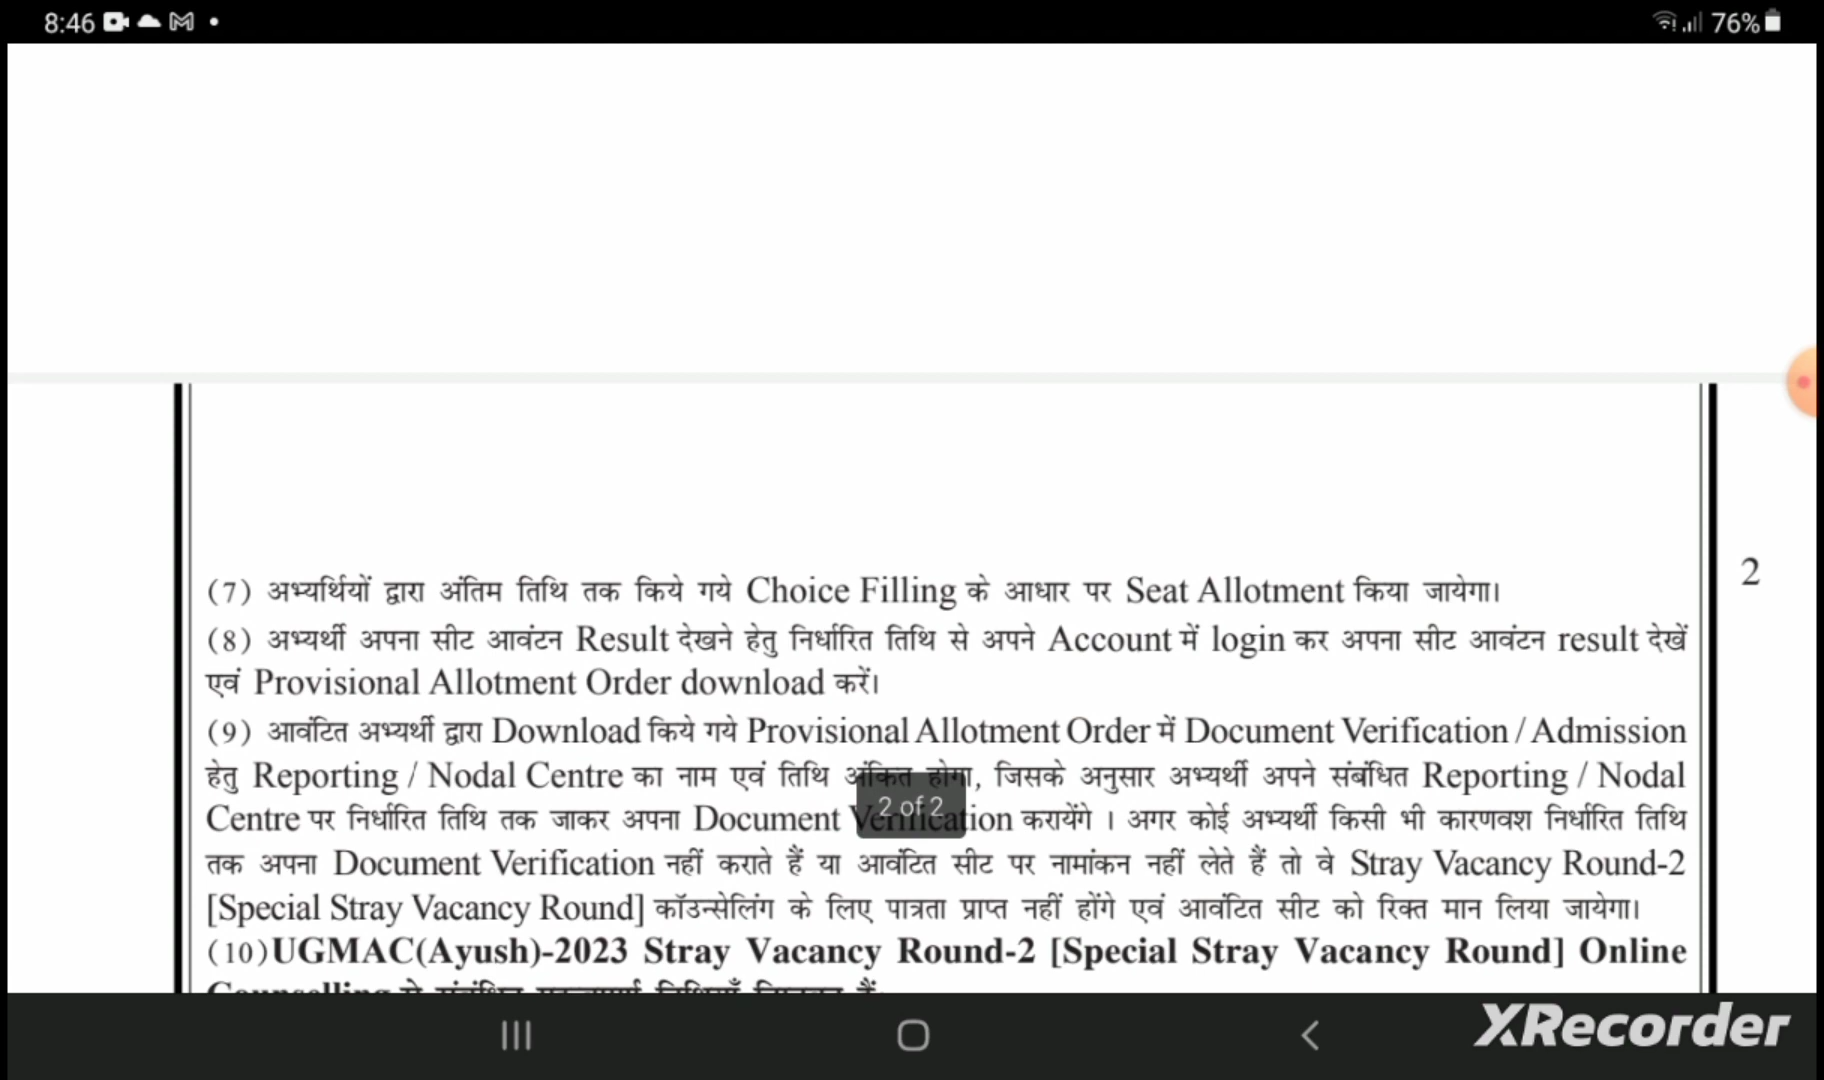 8:46
76%
2
(7) अभ्यर्थियों द्वारा अंतिम तिथि तक किये गये Choice Filling के आधार पर Seat Allotment किया जायेगा।
(8) अभ्यर्थी अपना सीट आवंटन Result देखने हेतु निर्धारित तिथि से अपने Account में login कर अपना सीट आवंटन result देखें
एवं Provisional Allotment Order download करें।
(9) आवंटित अभ्यर्थी द्वारा Download किये गये Provisional Allotment Order में Document Verification / Admission
हेतु Reporting / Nodal Centre का नाम एवं तिथि अंकित होगा, जिसके अनुसार अभ्यर्थी अपने संबंधित Reporting / Nodal
Centre पर निर्धारित तिथि तक जाकर अपना Document Verification करायेंगे । अगर कोई अभ्यर्थी किसी भी कारणवश निर्धारित तिथि
2 of 2
तक अपना Document Verification नहीं कराते हैं या आवंटित सीट पर नामांकन नहीं लेते हैं तो वे Stray Vacancy Round-2
[Special Stray Vacancy Round] कॉउन्सेलिंग के लिए पात्रता प्राप्त नहीं होंगे एवं आवंटित सीट को रिक्त मान लिया जायेगा।
(10)UGMAC(Ayush)-2023 Stray Vacancy Round-2 [Special Stray Vacancy Round] Online
Counselling से संबंधित महत्वपूर्ण तिथियाँ निम्नवत हैं
XRecorder